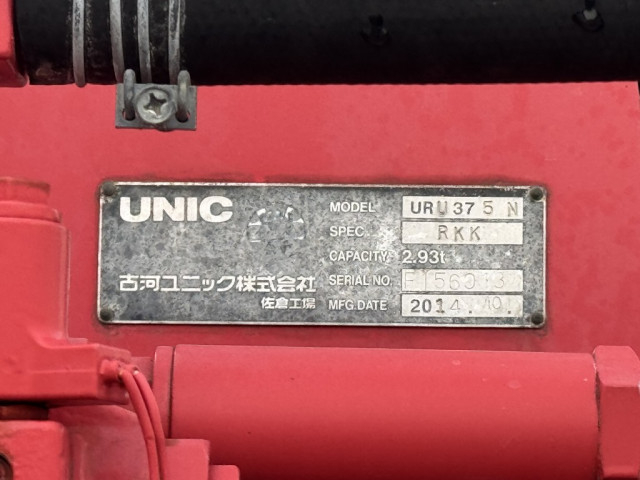 UNIC
MODEL URU375N
SPEC. RKK
CAPACITY 2.93t
古河ユニック株式会社
佐倉工場
SERIAL NO.
MFG.DATE 2014. 10.